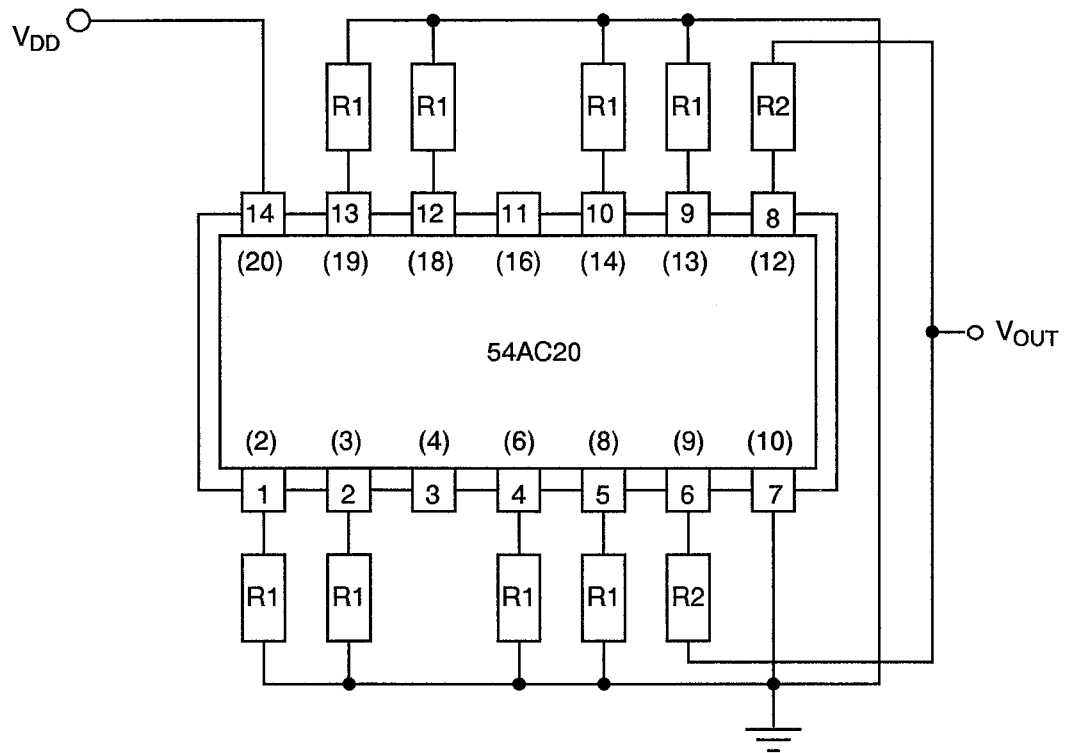 V_DD
R1 R1 R1 R1 R2
14 13 12 11 10 9 8
(20) (19) (18) (16) (14) (13) (12)
V_OUT
54AC20
(2) (3) (4) (6) (8) (9) (10)
1 2 3 4 5 6 7
R1 R1 R1 R1 R2